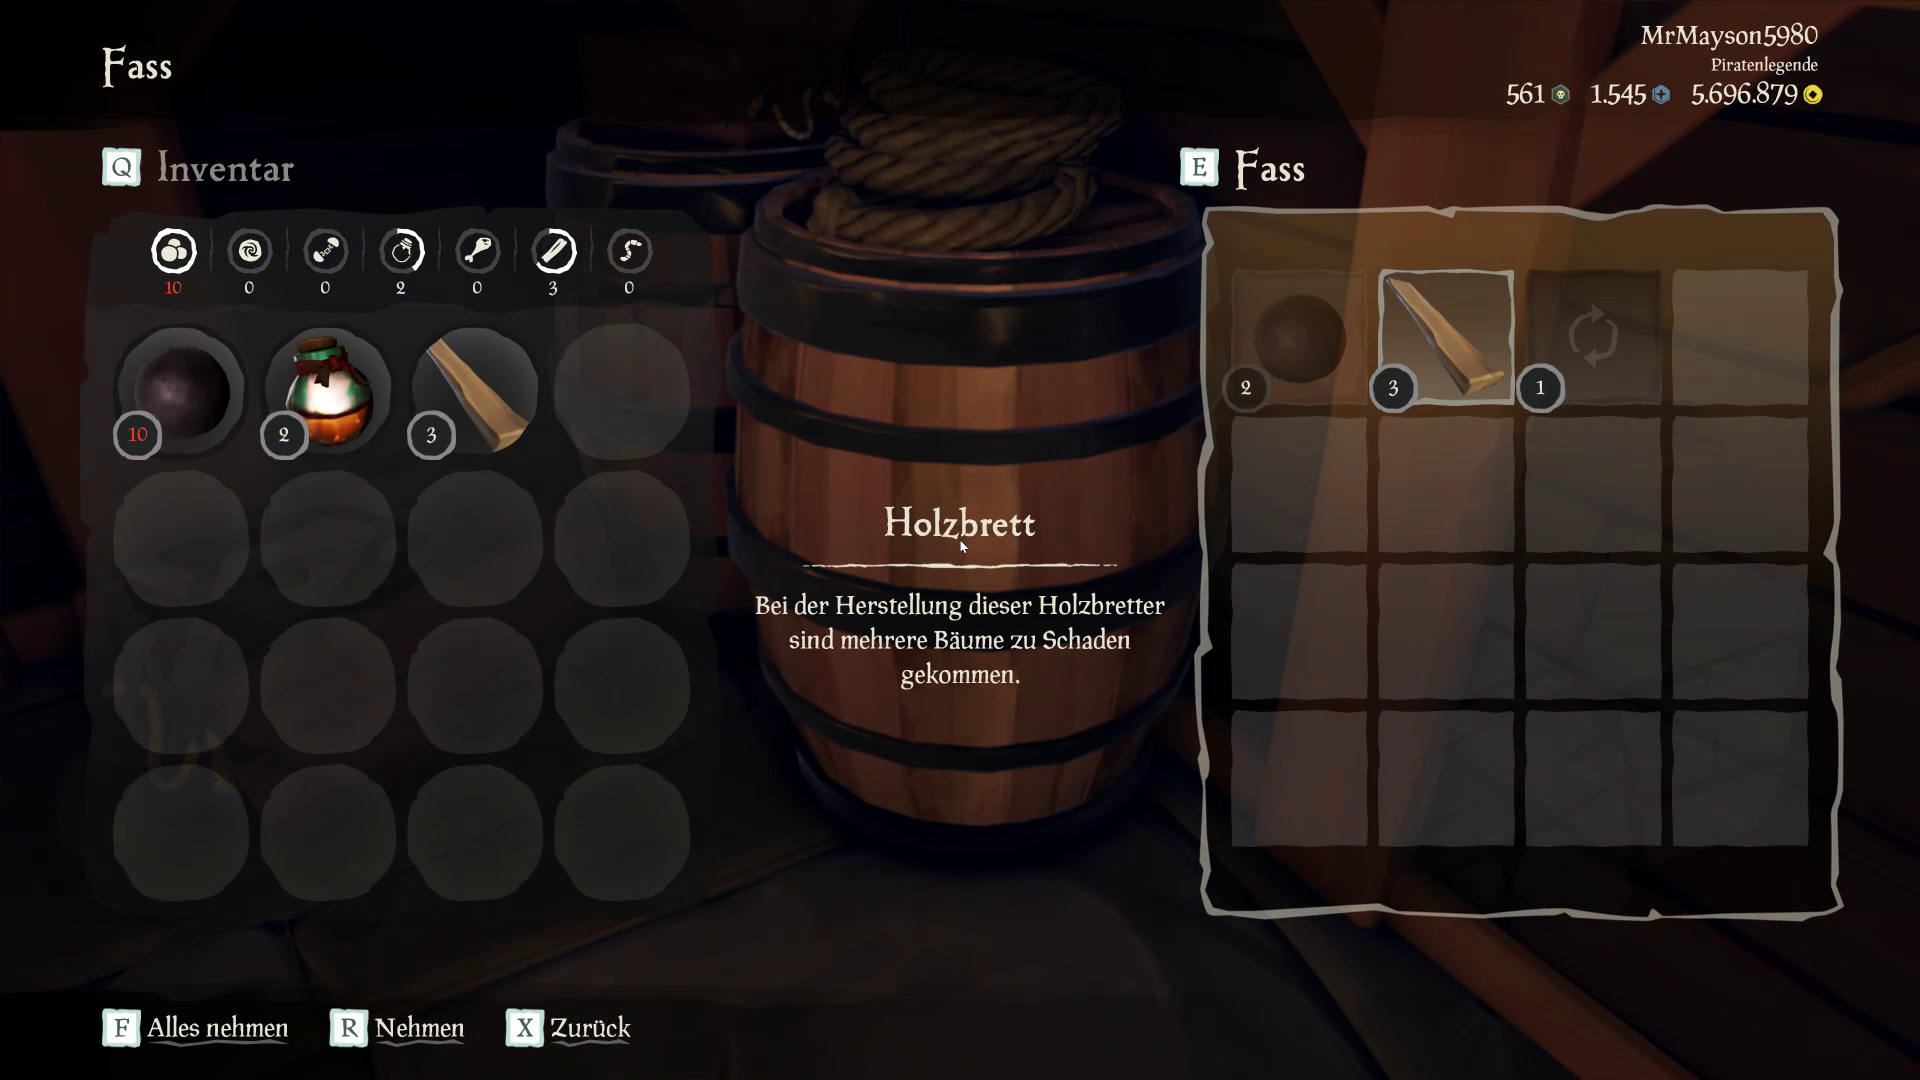 Fass
MrMayson5980
Piratenlegende
561 1.545 5.696.879
Q Inventar
E Fass
10 0 0 2 0 3 0
10 2 3
2 3 1
Holzbrett
Bei der Herstellung dieser Holzbretter
sind mehrere Bäume zu Schaden
gekommen.
F Alles nehmen R Nehmen X Zurück